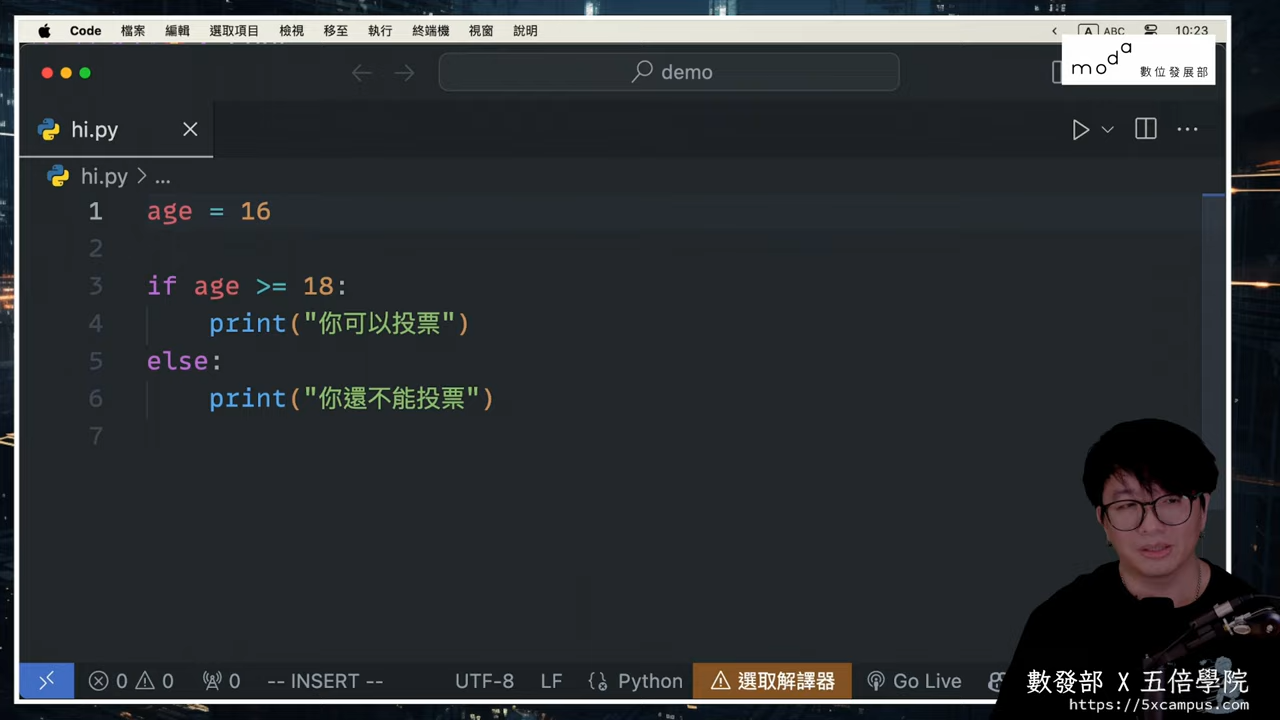 Code 檔案 編輯 選取項目 檢視 移至 執行 終端機 視窗 說明 A ABC 10:23
demo
moda 數位發展部
hi.py
hi.py > ...
1 age = 16
2
3 if age >= 18:
4 print("你可以投票")
5 else:
6 print("你還不能投票")
7
0 0 0 -- INSERT -- UTF-8 LF Python 選取解譯器 Go Live
數發部 X 五倍學院
https://5xcampus.com